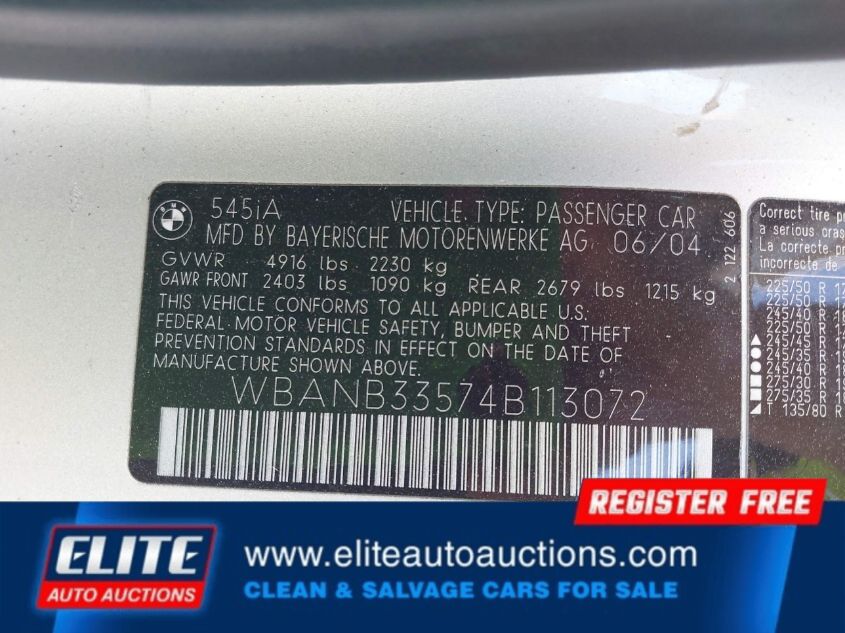 BMW
545iA VEHICLE TYPE: PASSENGER CAR
MFD BY BAYERISCHE MOTORENWERKE AG 06/04
GVWR 4916 lbs 2230 kg
GAWR FRONT 2403 lbs 1090 kg REAR 2679 lbs 1215 kg
THIS VEHICLE CONFORMS TO ALL APPLICABLE U.S.
FEDERAL MOTOR VEHICLE SAFETY, BUMPER AND THEFT
PREVENTION STANDARDS IN EFFECT ON THE DATE OF
MANUFACTURE SHOWN ABOVE.
WBANB33574B113072
2 122 606
Correct tire
a serious
La correcte
incorrecte de
225/50 R
225/50 R
245/40 R
225/50 R
245/45 R
245/35 R
245/40 R
275/30 R
275/35 R
T 135/80
REGISTER FREE
ELITE
AUTO AUCTIONS
www.eliteautoauctions.com
CLEAN & SALVAGE CARS FOR SALE